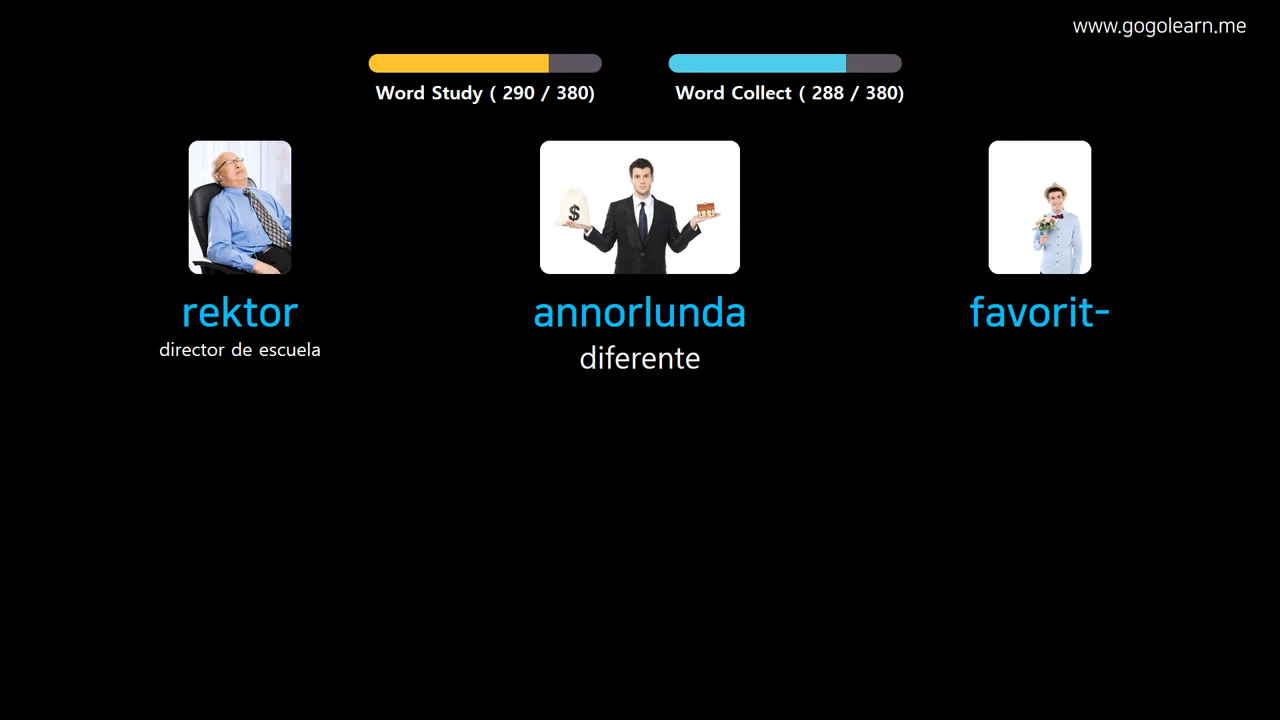 www.gogolearn.me
Word Study ( 290 / 380)
Word Collect ( 288 / 380)
rektor
director de escuela
annorlunda
diferente
favorit-